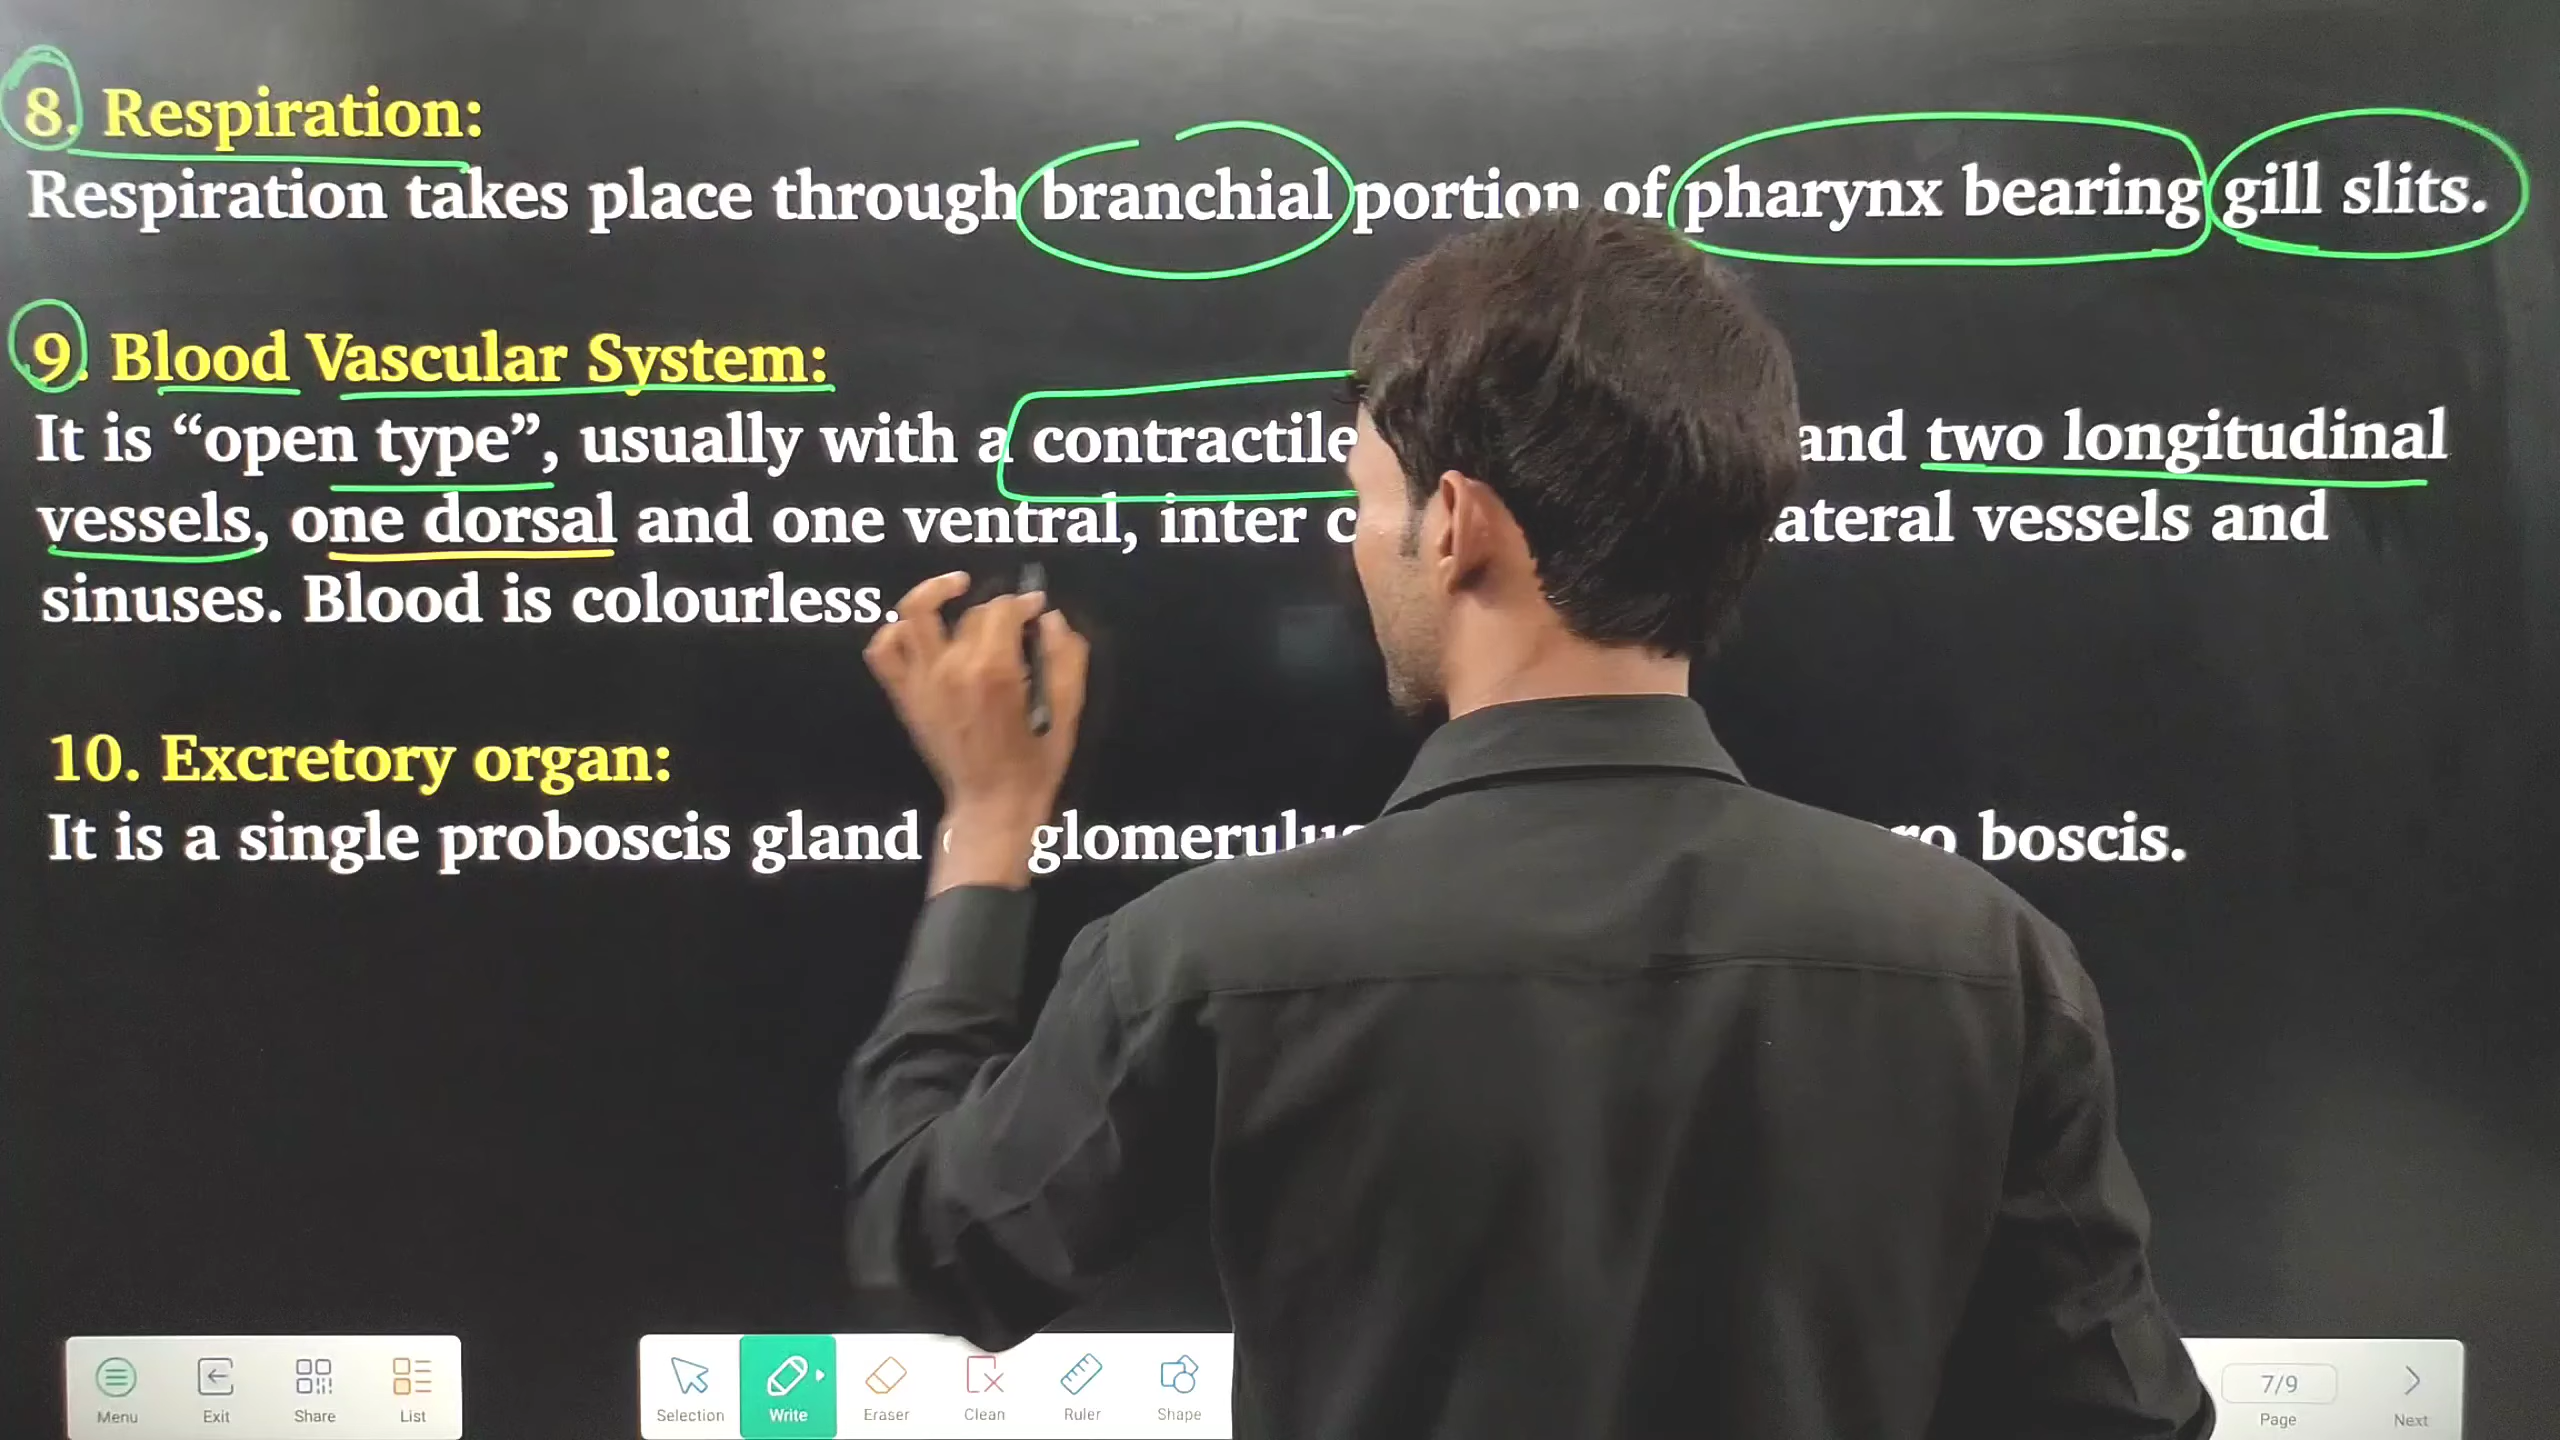 8. Respiration:
Respiration takes place through branchial portion of pharynx bearing gill slits.
9. Blood Vascular System:
It is “open type”, usually with a contractile and two longitudinal
vessels, one dorsal and one ventral, inter vessels and
sinuses. Blood is colourless.
10. Excretory organ:
It is a single proboscis gland boscis.
Menu Exit Share List Selection Write Eraser Clean Ruler Shape 7/9 Page Next